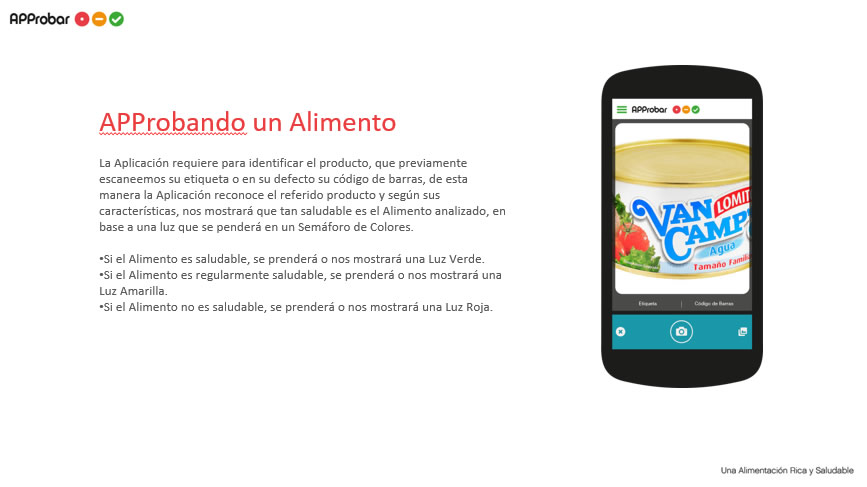 APProbar
APProbando un Alimento
La Aplicación requiere para identificar el producto, que previamente
escaneemos su etiqueta o en su defecto su código de barras, de esta
manera la Aplicación reconoce el referido producto y según sus
características, nos mostrará que tan saludable es el Alimento analizado, en
base a una luz que se penderá en un Semáforo de Colores.
•Si el Alimento es saludable, se prenderá o nos mostrará una Luz Verde.
•Si el Alimento es regularmente saludable, se prenderá o nos mostrará una
Luz Amarilla.
•Si el Alimento no es saludable, se prenderá o nos mostrará una Luz Roja.
APProbar
LOMIT
VAN
CAMP'
Agua
Tamaño Famili
Etiqueta | Código de Barras
Una Alimentación Rica y Saludable